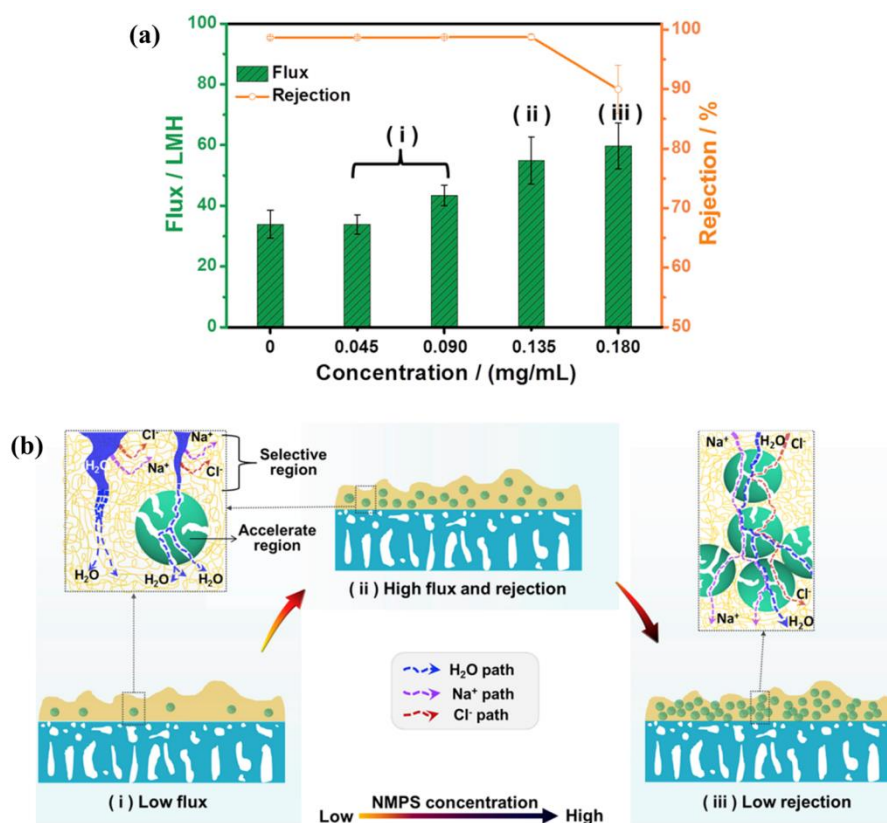 (a)
Flux / LMH
100
80
60
40
20
0
Flux
Rejection
( i )
( ii )
( iii )
100
90
80
70
60
50
Rejection / %
0 0.045 0.090 0.135 0.180
Concentration / (mg/mL)
(b)
Cl⁻
Na⁺
H₂O
Na⁺
Cl⁻
H₂O
H₂O
H₂O
Selective
region
Accelerate
region
( ii ) High flux and rejection
Na⁺
H₂O
Cl⁻
Cl⁻
Na⁺
H₂O
H₂O path
Na⁺ path
Cl⁻ path
( i ) Low flux
( iii ) Low rejection
Low NMPS concentration High